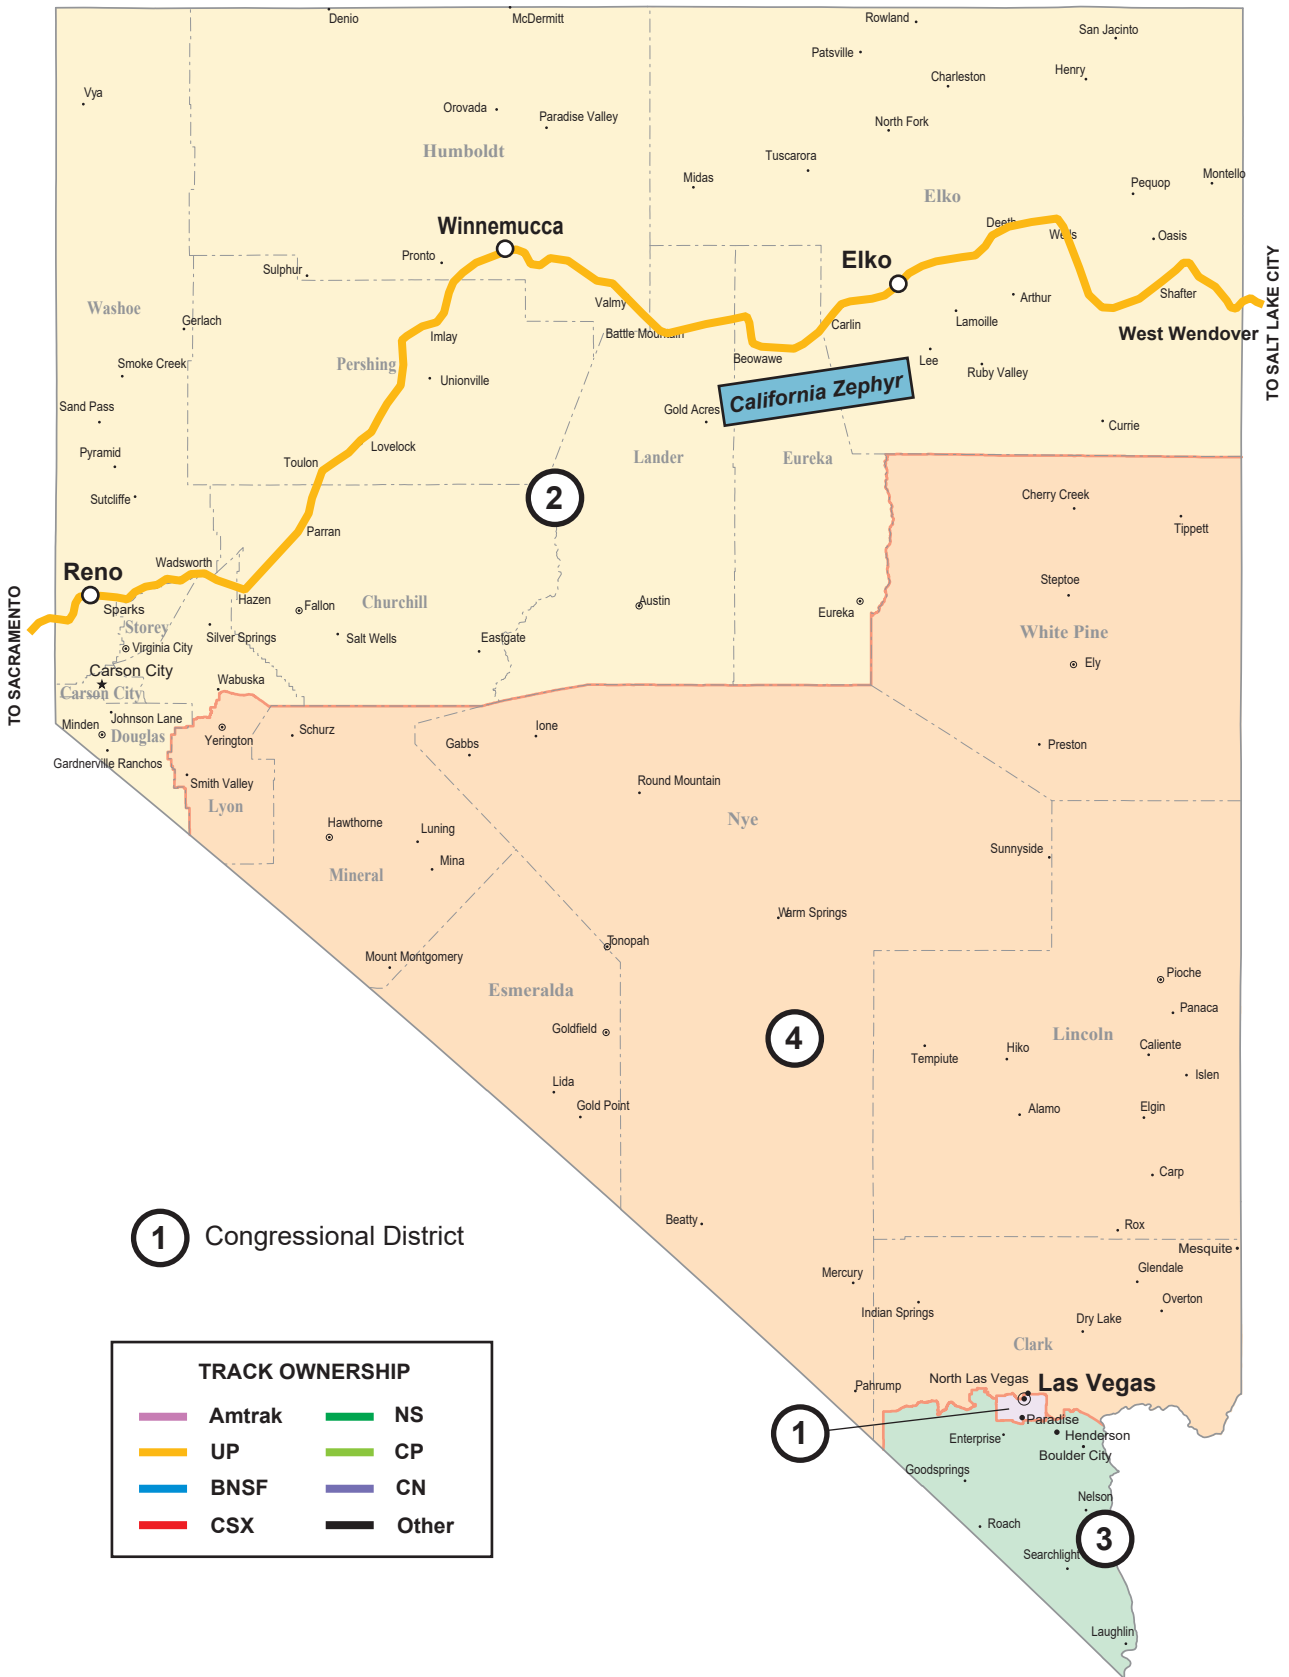 Denio
McDermitt
Rowland
San Jacinto
Patsville
Henry
Charleston
Vya
Orovada
Paradise Valley
North Fork
Humboldt
Tuscarora
Midas
Montello
Pequop
Elko
Winnemucca
Deeth
Wells
Oasis
Pronto
Sulphur
Elko
TO SALT LAKE CITY
Washoe
Valmy
Arthur
Shafter
Gerlach
Imlay
Battle Mountain
Carlin
Lamoille
West Wendover
Smoke Creek
Pershing
Beowawe
Lee
Ruby Valley
Unionville
California Zephyr
Sand Pass
Gold Acres
Currie
Pyramid
Toulon
Lovelock
Lander
Eureka
Sutcliffe
2
Cherry Creek
Tippett
Parran
Wadsworth
Reno
Steptoe
TO SACRAMENTO
Sparks
Hazen
Fallon
Churchill
Austin
Eureka
Storey
Silver Springs
Salt Wells
Eastgate
White Pine
Virginia City
Carson City
Ely
Carson City
Wabuska
Johnson Lane
Minden
Douglas
Yerington
Schurz
Ione
Gabbs
Preston
Gardnerville Ranchos
Smith Valley
Round Mountain
Lyon
Nye
Hawthorne
Luning
Sunnyside
Mina
Mineral
Warm Springs
Tonopah
Mount Montgomery
Pioche
Esmeralda
Panaca
Goldfield
4
Lincoln
Tempiute
Hiko
Caliente
Islen
Lida
Gold Point
Alamo
Elgin
Carp
Beatty
Rox
1 Congressional District
Mesquite
Mercury
Glendale
Indian Springs
Overton
Dry Lake
Clark
TRACK OWNERSHIP
Amtrak
NS
UP
CP
BNSF
CN
CSX
Other
Pahrump
North Las Vegas
Las Vegas
1
Paradise
Enterprise
Henderson
Boulder City
Goodsprings
Nelson
Roach
3
Searchlight
Laughlin